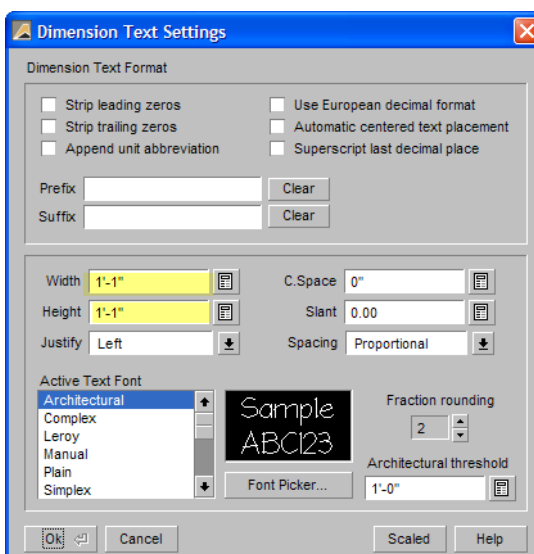 Dimension Text Settings
Dimension Text Format
Strip leading zeros
Use European decimal format
Strip trailing zeros
Automatic centered text placement
Append unit abbreviation
Superscript last decimal place
Prefix
Clear
Suffix
Clear
Width 1'-1" C.Space 0"
Height 1'-1" Slant 0.00
Justify Left Spacing Proportional
Active Text Font
Architectural
Complex
Leroy
Manual
Plain
Simplex
Sample
ABC123
Font Picker...
Fraction rounding
2
Architectural threshold
1'-0"
Ok Cancel Scaled Help